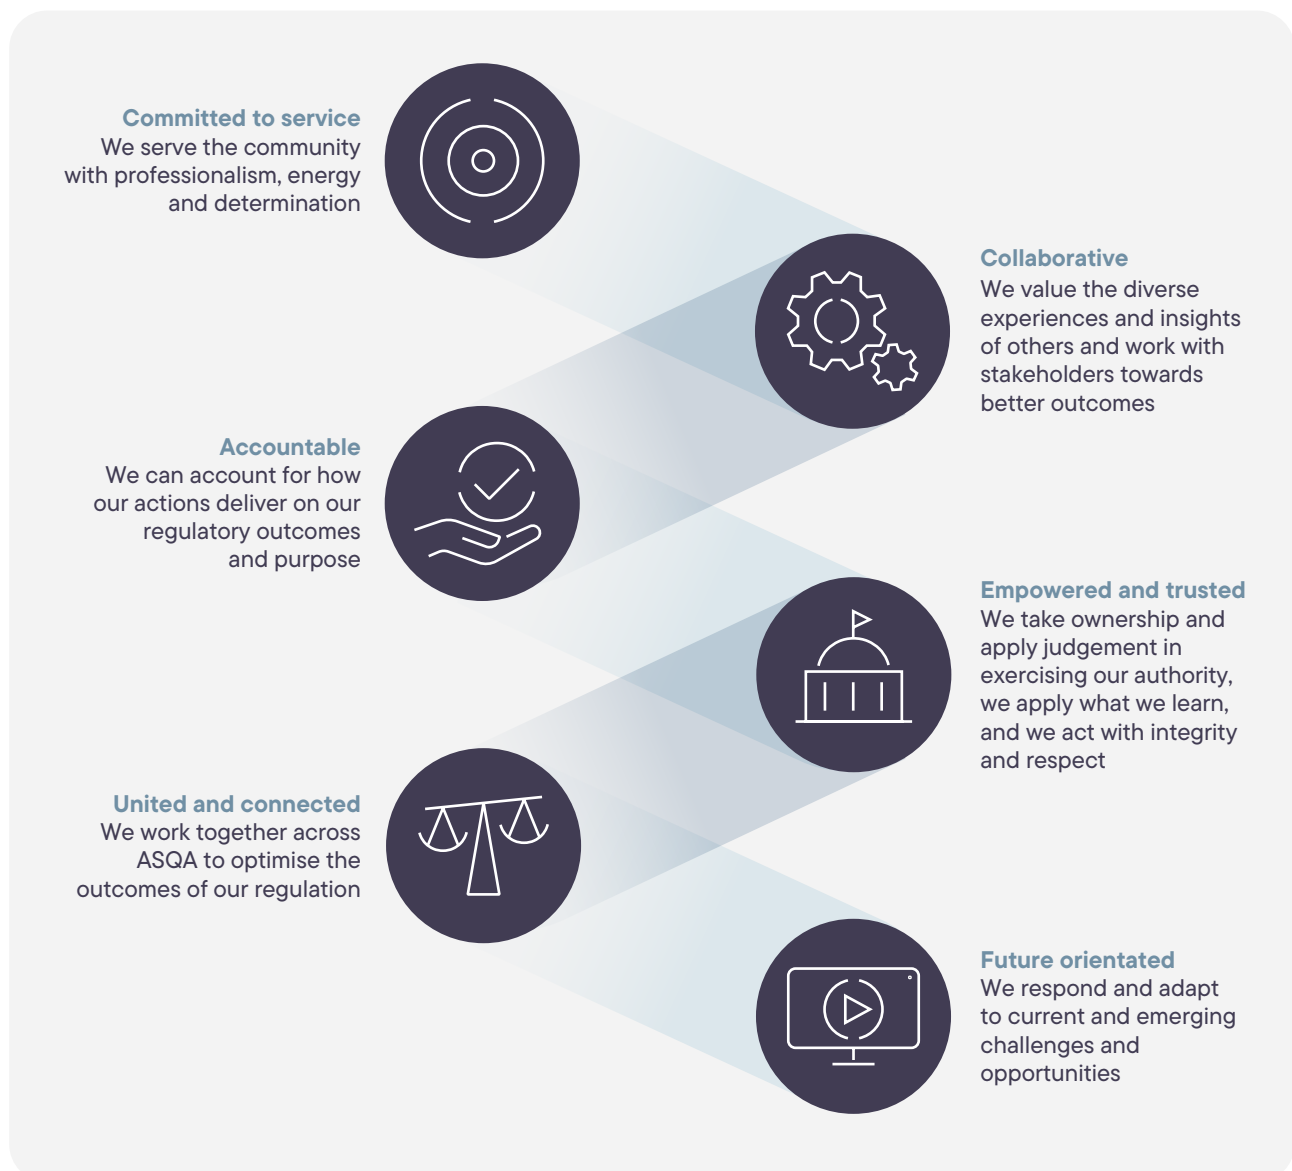 Committed to service
We serve the community
with professionalism, energy
and determination
Collaborative
We value the diverse
experiences and insights
of others and work with
stakeholders towards
better outcomes
Accountable
We can account for how
our actions deliver on our
regulatory outcomes
and purpose
Empowered and trusted
We take ownership and
apply judgement in
exercising our authority,
we apply what we learn,
and we act with integrity
and respect
United and connected
We work together across
ASQA to optimise the
outcomes of our regulation
Future orientated
We respond and adapt
to current and emerging
challenges and
opportunities